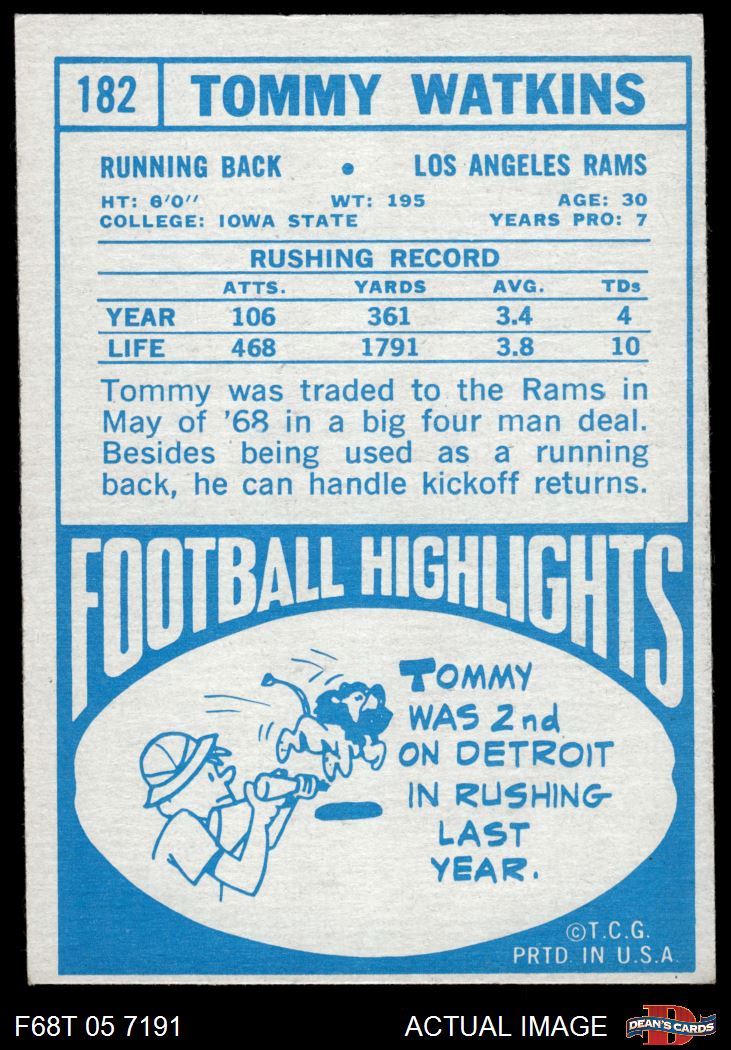 182 TOMMY WATKINS
RUNNING BACK • LOS ANGELES RAMS
HT: 6'0'' WT: 195 AGE: 30
COLLEGE: IOWA STATE YEARS PRO: 7
RUSHING RECORD
ATTS. YARDS AVG. TDs
YEAR 106 361 3.4 4
LIFE 468 1791 3.8 10
Tommy was traded to the Rams in
May of '68 in a big four man deal.
Besides being used as a running
back, he can handle kickoff returns.
FOOTBALL HIGHLIGHTS
TOMMY
WAS 2nd
ON DETROIT
IN RUSHING
LAST
YEAR.
©T.C.G.
PRTD. IN U.S.A.
F68T 05 7191 ACTUAL IMAGE D DEAN'S CARDS